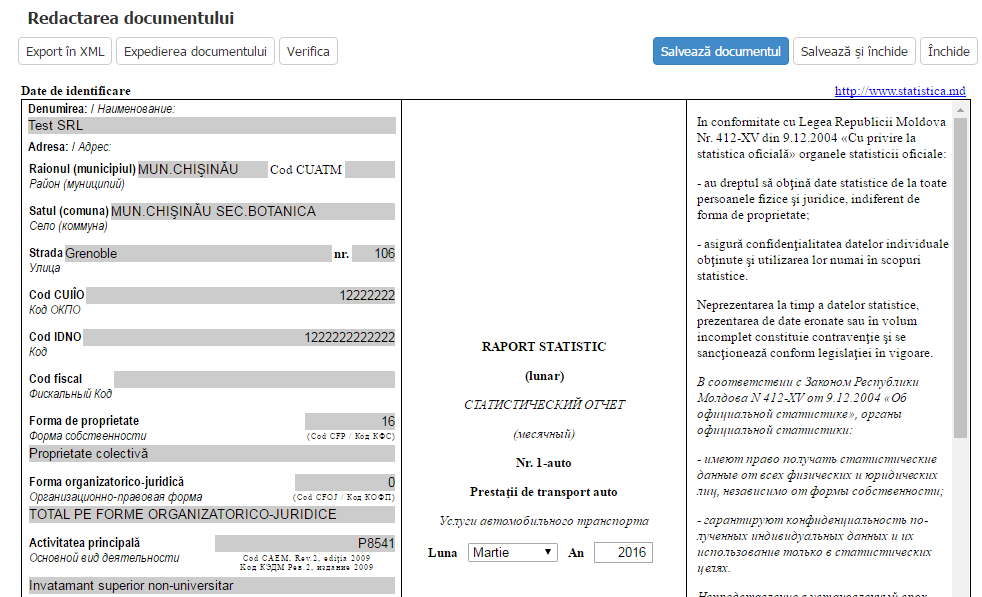 Redactarea documentului
Export în XML
Expedierea documentului
Verifica
Salvează documentul
Salvează și închide
Închide
Date de identificare
http://www.statistica.md
Denumirea: / Наименование:
Test SRL
Adresa: / Адрес:
Raionul (municipiul) MUN.CHIŞINĂU Cod CUATM
Район (муниципий)
Satul (comuna) MUN.CHIŞINĂU SEC.BOTANICA
Село (коммуна)
Strada Grenoble nr. 106
Улица
Cod CUIÎO 12222222
Код ОКПО
Cod IDNO 1222222222222
Код
Cod fiscal
Фискальный Код
Forma de proprietate 16
Форма собственности (Cod CFP / Код КФС)
Proprietate colectivă
Forma organizatorico-juridică 0
Организационно-правовая форма (Cod CFOJ / Код КОФП)
TOTAL PE FORME ORGANIZATORICO-JURIDICE
Activitatea principală P8541
Основной вид деятельности Cod CAEM, Rev.2, ediţia 2009
Код КЭДМ Рев.2, издание 2009
Invatamant superior non-universitar
RAPORT STATISTIC
(lunar)
СТАТИСТИЧЕСКИЙ ОТЧЕТ
(месячный)
Nr. 1-auto
Prestaţii de transport auto
Услуги автомобильного транспорта
Luna Martie An 2016
In conformitate cu Legea Republicii Moldova
Nr. 412-XV din 9.12.2004 «Cu privire la
statistica oficială» organele statisticii oficiale:
- au dreptul să obţină date statistice de la toate
persoanele fizice şi juridice, indiferent de
forma de proprietate;
- asigură confidenţialitatea datelor individuale
obţinute şi utilizarea lor numai în scopuri
statistice.
Neprezentarea la timp a datelor statistice,
prezentarea de date eronate sau în volum
incomplet constituie contravenţie şi se
sancţionează conform legislaţiei în vigoare.
В соответствии с Законом Республики
Молдова N 412-XV от 9.12.2004 «Об
официальной статистике», органы
официальной статистики:
- имеют право получать статистические
данные от всех физических и юридических
лиц, независимо от формы собственности;
- гарантируют конфиденциальность по-
лученных индивидуальных данных и их
использование только в статистических
целях.
Непредставление в установленный срок